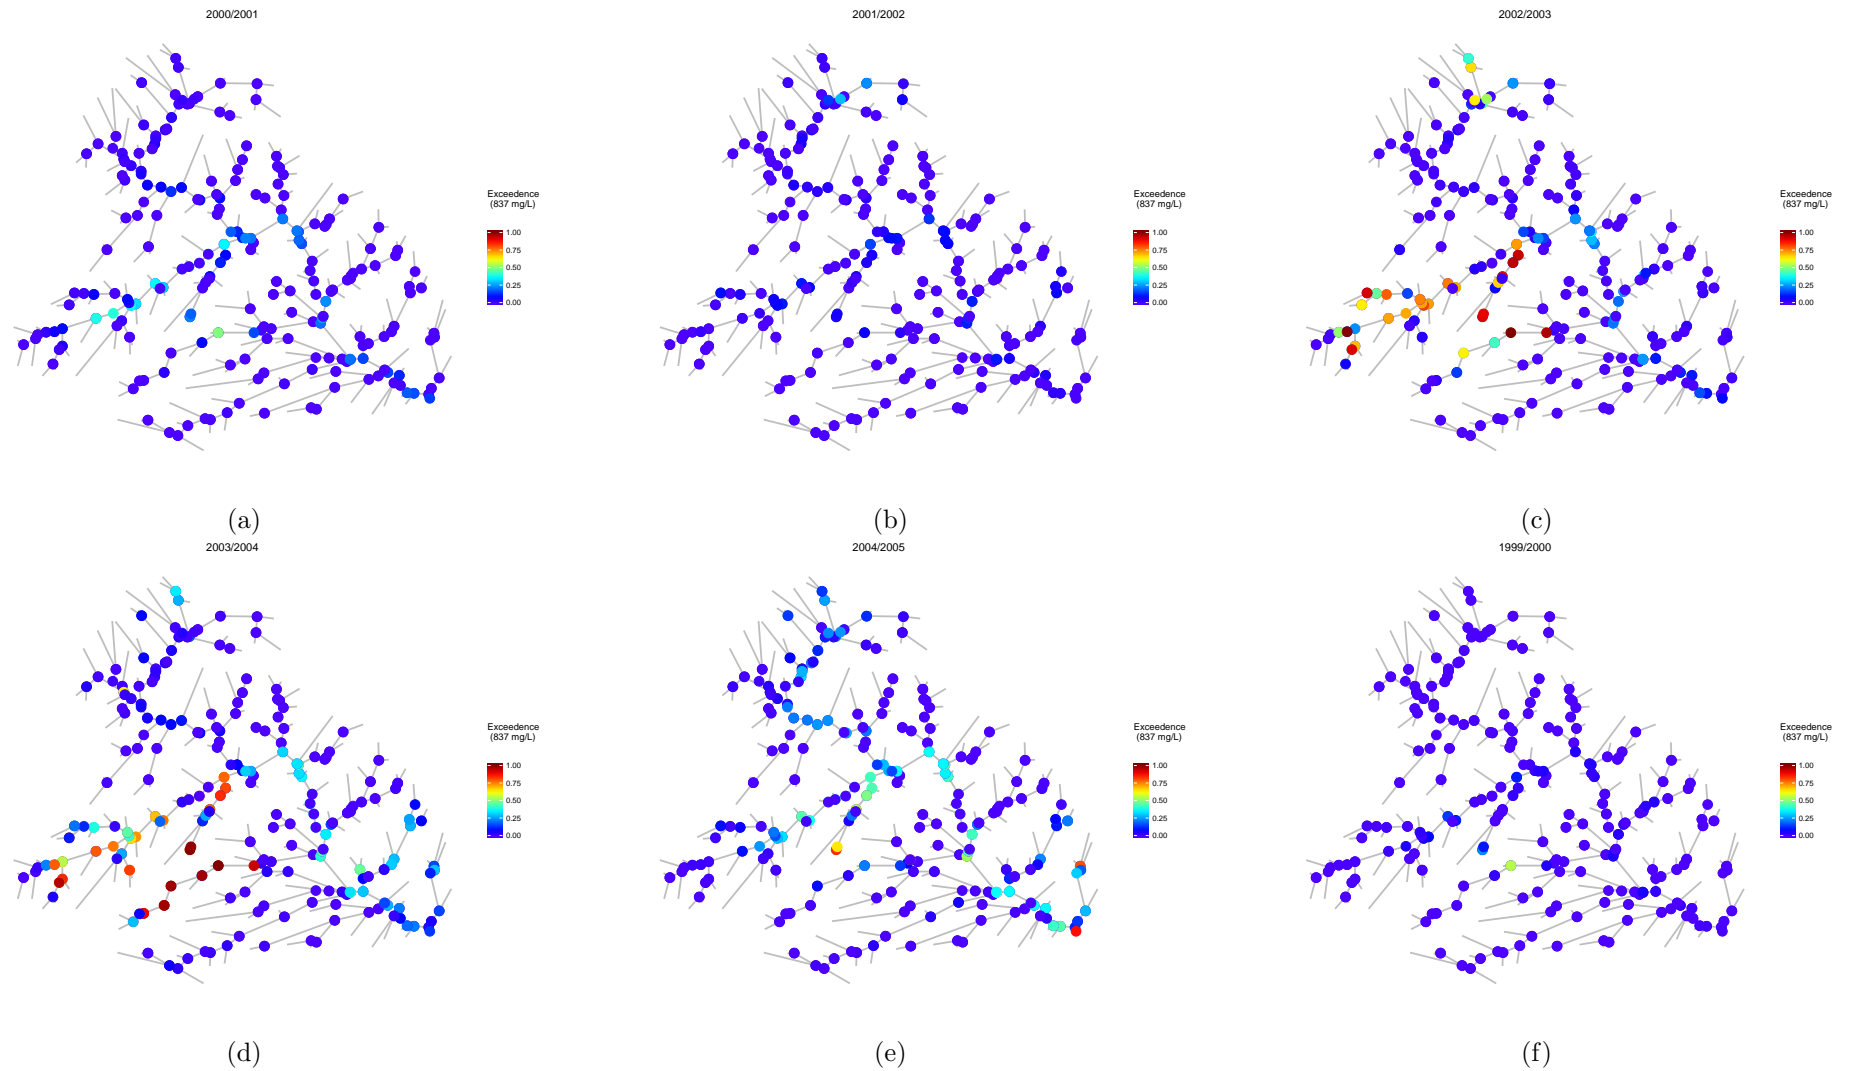 2000/2001
Exceedence
(837 mg/L)
1.00
0.75
0.50
0.25
0.00
(a)
2001/2002
Exceedence
(837 mg/L)
1.00
0.75
0.50
0.25
0.00
(b)
2002/2003
Exceedence
(837 mg/L)
1.00
0.75
0.50
0.25
0.00
(c)
2003/2004
Exceedence
(837 mg/L)
1.00
0.75
0.50
0.25
0.00
(d)
2004/2005
Exceedence
(837 mg/L)
1.00
0.75
0.50
0.25
0.00
(e)
1999/2000
Exceedence
(837 mg/L)
1.00
0.75
0.50
0.25
0.00
(f)